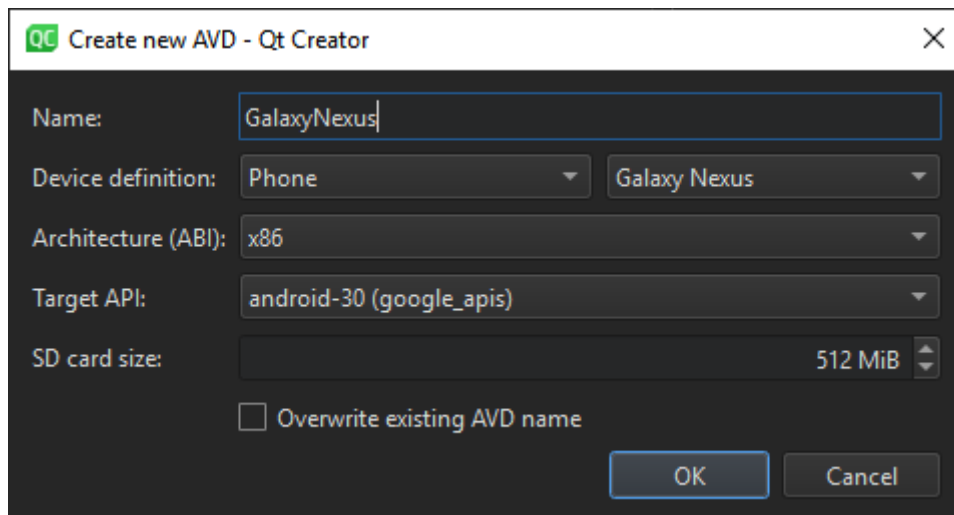 QC Create new AVD - Qt Creator
Name: GalaxyNexus
Device definition: Phone Galaxy Nexus
Architecture (ABI): x86
Target API: android-30 (google_apis)
SD card size: 512 MiB
Overwrite existing AVD name
OK Cancel